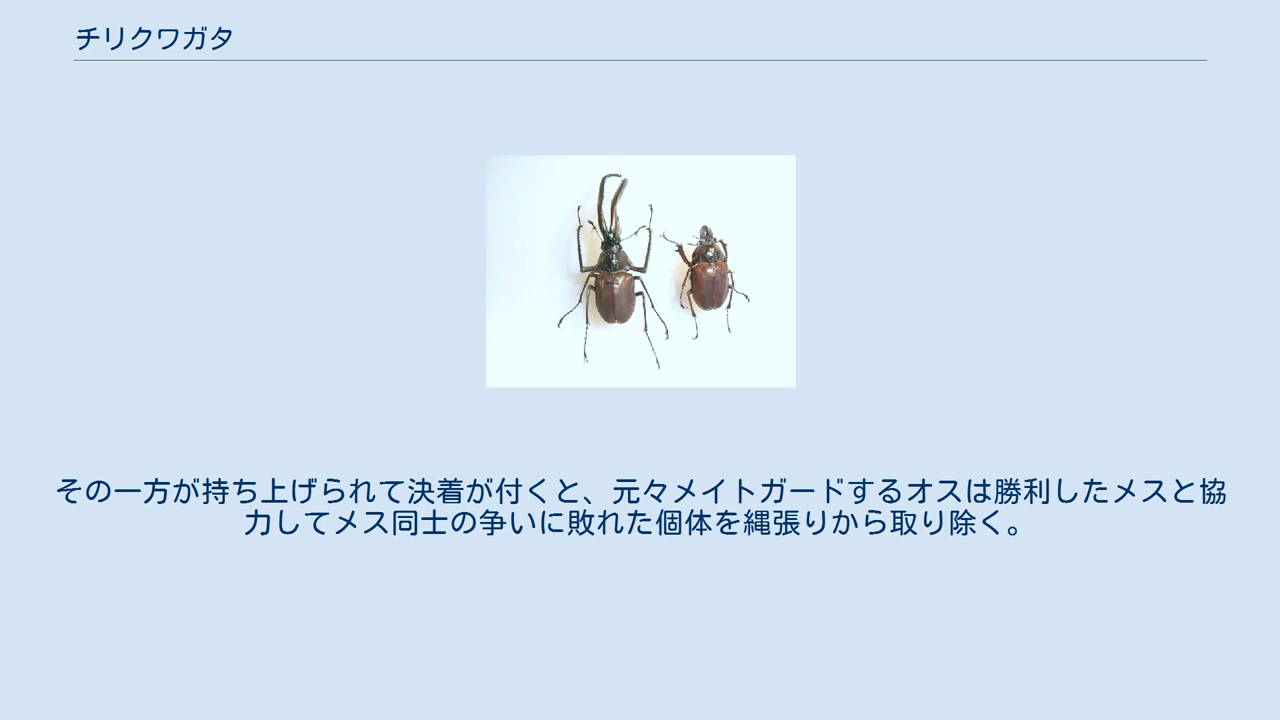 チリクワガタ
その一方が持ち上げられて決着が付くと、元々メイトガードするオスは勝利したメスと協
力してメス同士の争いに敗れた個体を縄張りから取り除く。